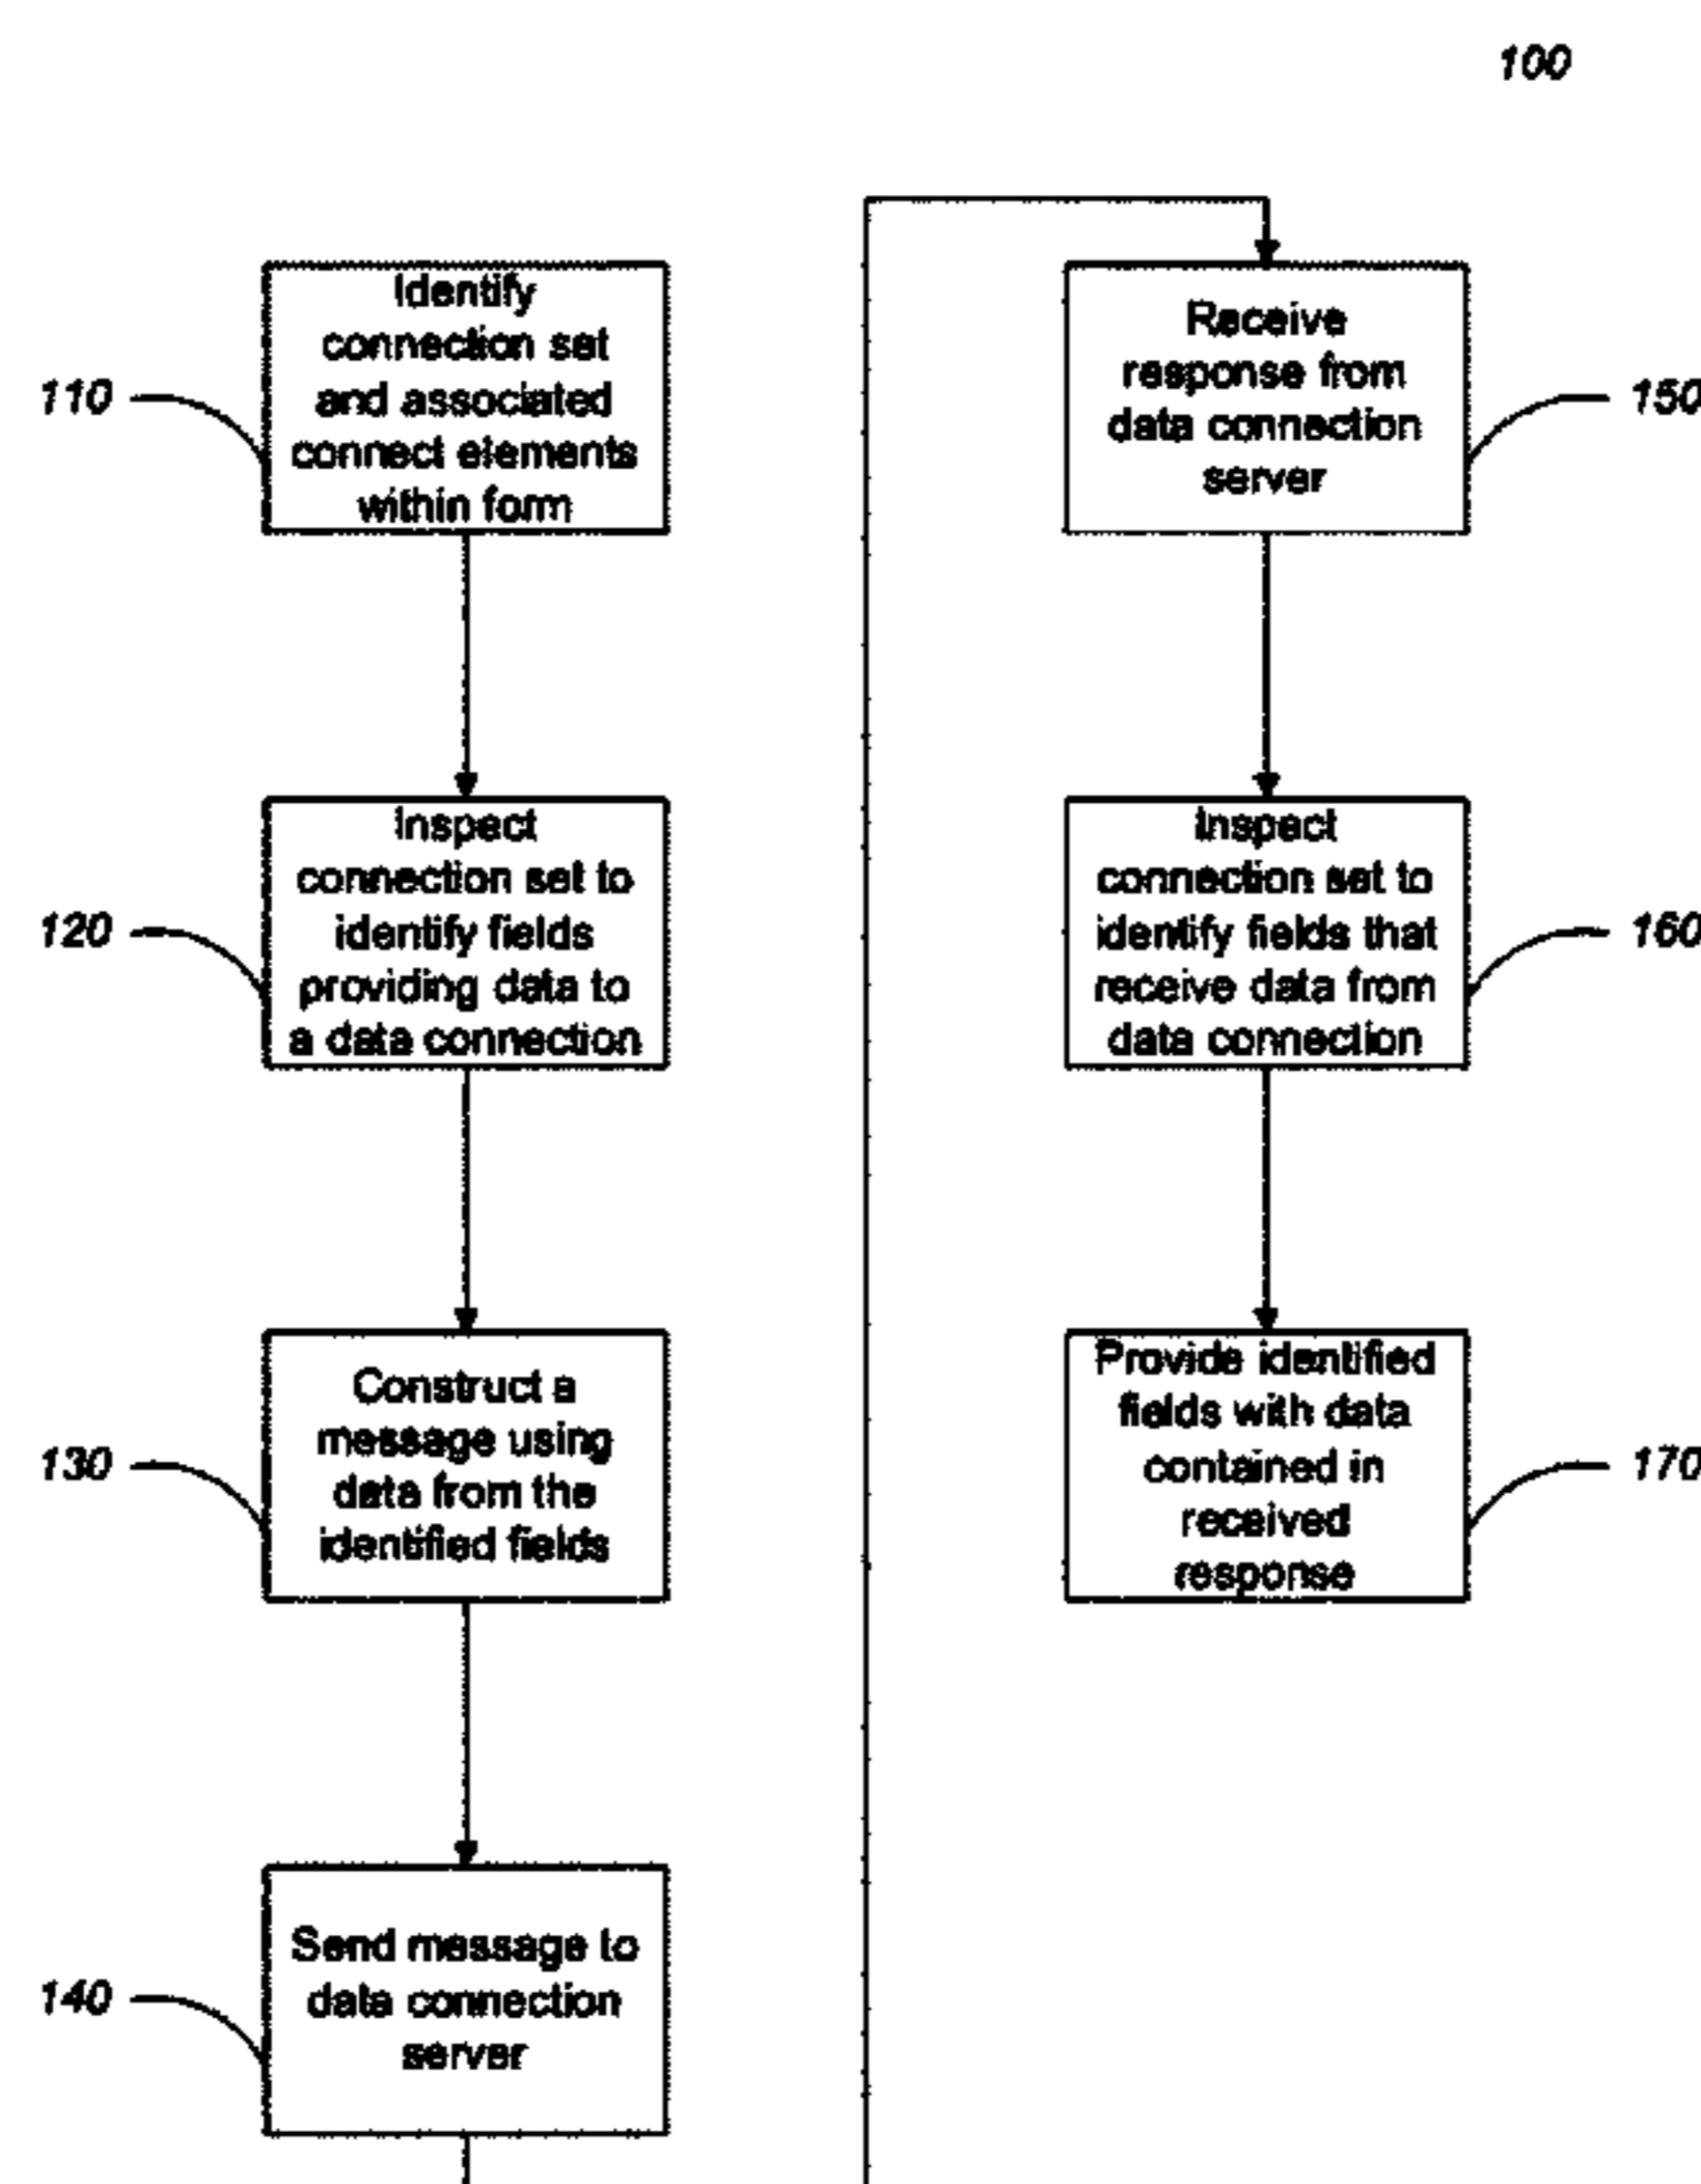 100
110
Identify
connection set
and associated
connect elements
within form
120
Inspect
connection set to
identify fields
providing data to
a data connection
130
Construct a
message using
data from the
identified fields
140
Send message to
data connection
server
Receive
response from
data connection
server
150
Inspect
connection set to
identify fields that
receive data from
data connection
160
Provide identified
fields with data
contained in
received
response
170